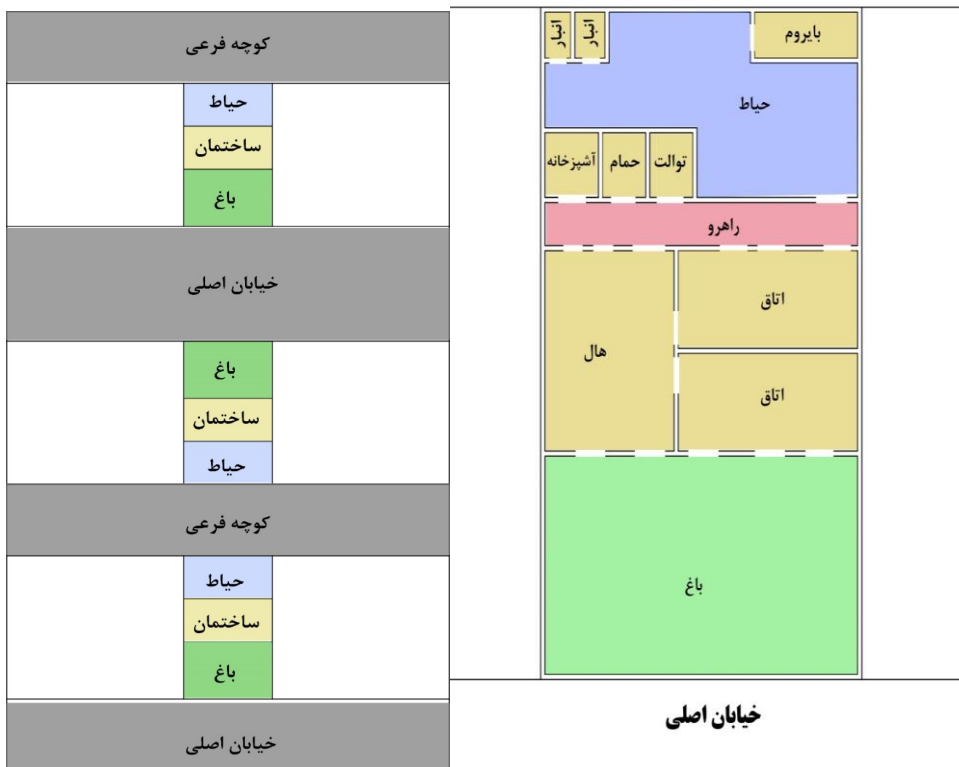 کوچه فرعی
حیاط
ساختمان
باغ
خیابان اصلی
باغ
ساختمان
حیاط
کوچه فرعی
حیاط
ساختمان
باغ
خیابان اصلی
انبار
انبار
بایروم
حیاط
آشپزخانه
حمام
توالت
راهرو
هال
اتاق
اتاق
باغ
خیابان اصلی